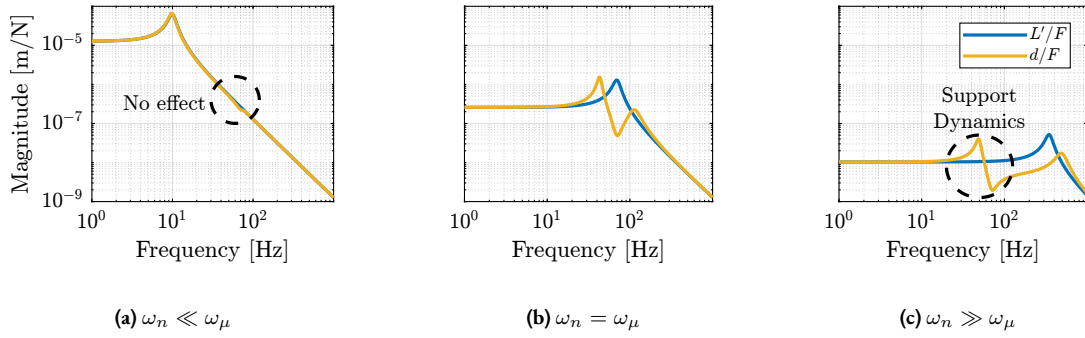 Magnitude [m/N]
10^{-5}
10^{-7}
10^{-9}
No effect
10^0 10^1 10^2
Frequency [Hz]
(a) ω_n ≪ ω_μ
10^0 10^1 10^2
Frequency [Hz]
(b) ω_n = ω_μ
L′/F
d/F
Support
Dynamics
10^0 10^1 10^2
Frequency [Hz]
(c) ω_n ≫ ω_μ